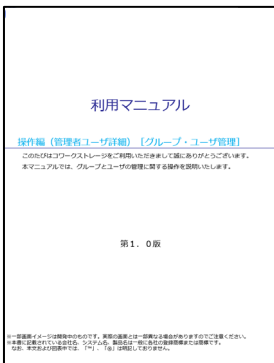 利用マニュアル
操作編（管理者ユーザ詳細）［グループ・ユーザ管理］
このたびはコワークストレージをご利用いただきまして誠にありがとうございます。
本マニュアルでは、グループとユーザの管理に関する操作を説明いたします。
第１．０版
※一部画面イメージは開発中のものです。実際の画面とは一部異なる場合がありますのでご注意ください。
※本書に記載されている会社名、システム名、製品名は一般に各社の登録商標または商標です。
なお、本文および図表中では、「™」、「®」は明記しておりません。